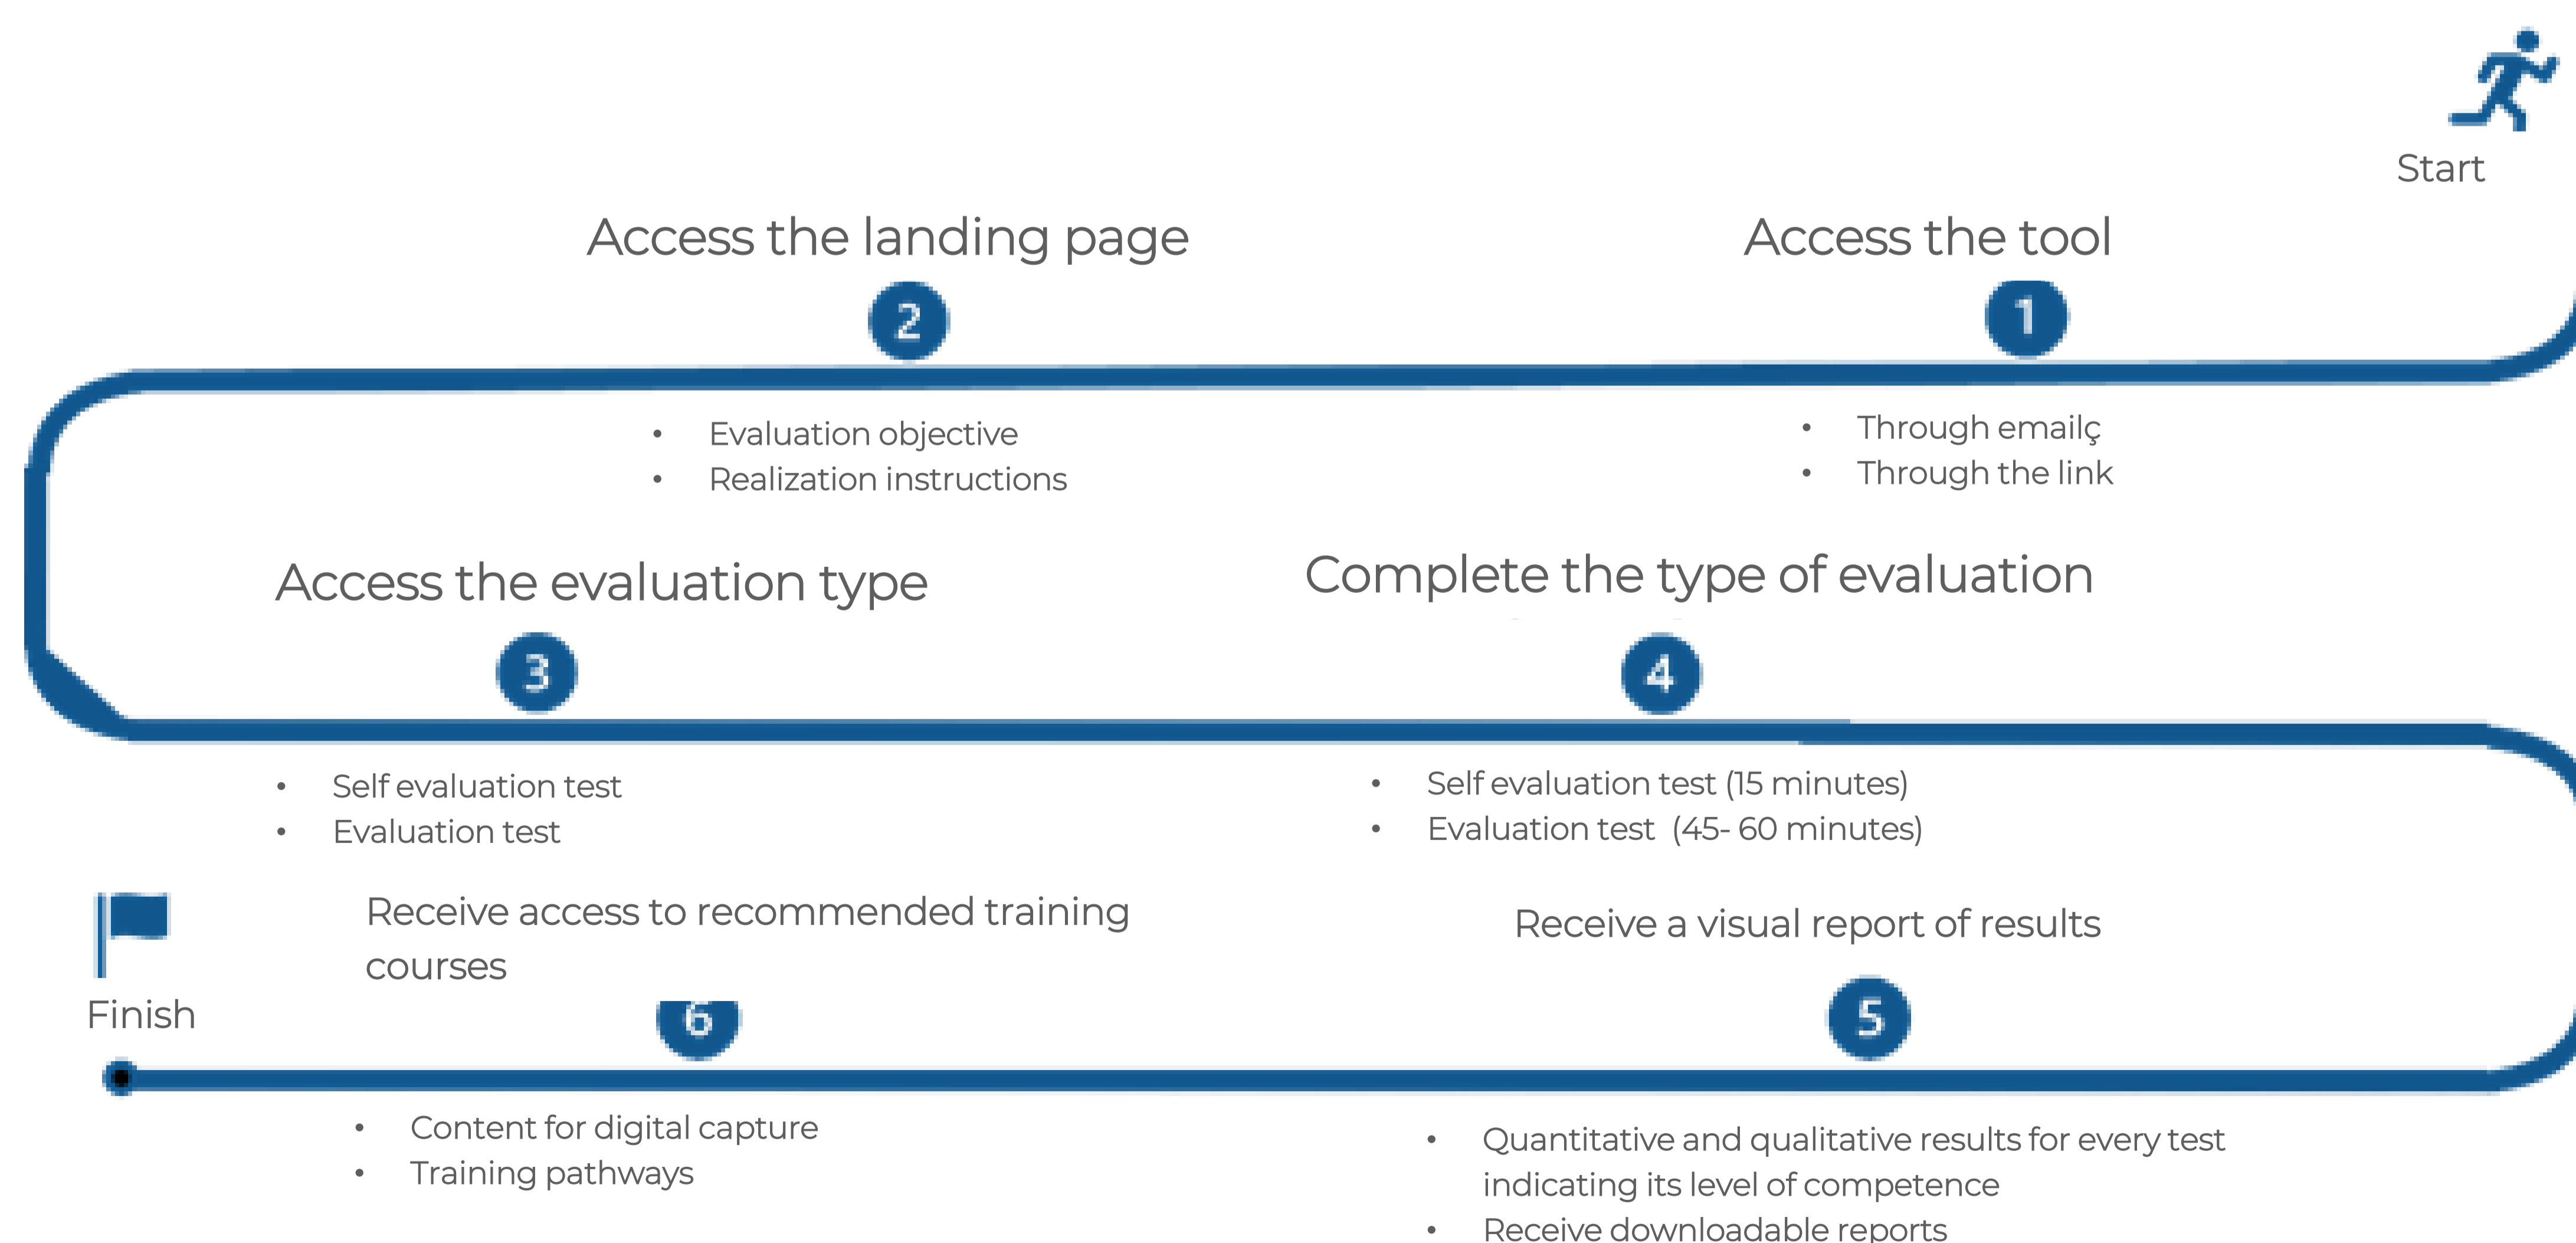 Start
Access the tool
1
• Through emailç
• Through the link
Access the landing page
2
• Evaluation objective
• Realization instructions
Access the evaluation type
3
• Self evaluation test
• Evaluation test
Complete the type of evaluation
4
• Self evaluation test (15 minutes)
• Evaluation test (45- 60 minutes)
Receive a visual report of results
5
• Quantitative and qualitative results for every test
indicating its level of competence
• Receive downloadable reports
Receive access to recommended training
courses
6
• Content for digital capture
• Training pathways
Finish